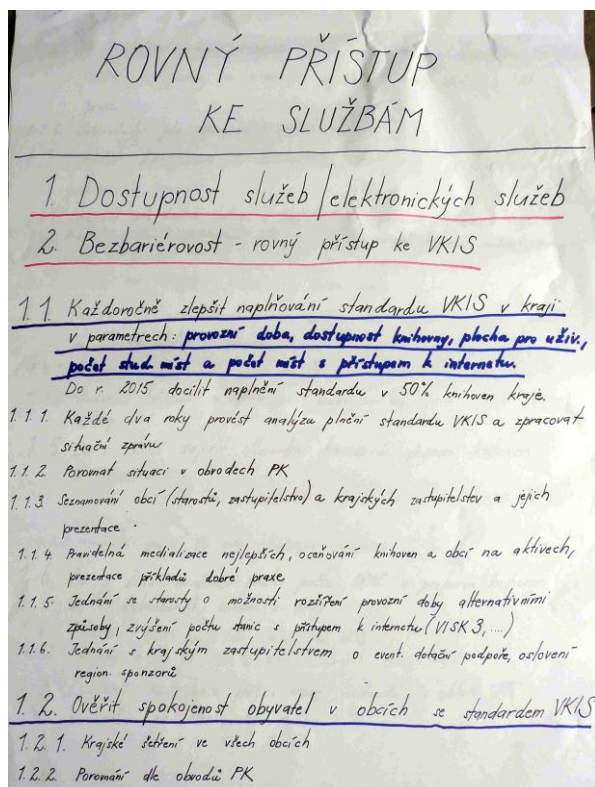 ROVNÝ PŘÍSTUP
KE SLUŽBÁM
1. Dostupnost služeb/elektronických služeb
2. Bezbariérovost - rovný přístup ke VKIS
1.1. Každoročně zlepšit naplňování standardu VKIS v kraji
v parametrech: provozní doba, dostupnost knihovny, plocha pro uživ.,
počet stud. míst a počet míst s přístupem k internetu.
Do r. 2015 docílit naplnění standardu v 50% knihoven kraje.
1.1.1. Každé dva roky provést analýzu plnění standardu VKIS a zpracovat
situační zprávu
1.1.2 Porovnat situaci v obvodech PK
1.1.3 Seznamování obcí (starostů, zastupitelstvo) a krajských zastupitelstev a jejich
prezentace.
1.1.4. Pravidelná medializace nejlepších, oceňování knihoven a obcí na aktivech,
prezentace příkladů dobré praxe
1.1.5. Jednání se starosty o možnosti rozšíření provozní doby alternativními
způsoby, zvýšení počtu stanic s přístupem k internetu (VISK 3, ....)
1.1.6. Jednání s krajským zastupitelstvem o event. dotační podpoře, oslovení
region. sponzorů
1.2. Ověřit spokojenost obyvatel v obcích se standardem VKIS
1.2.1. Krajské šetření ve všech obcích
1.2.2. Porovnání dle obvodů PK